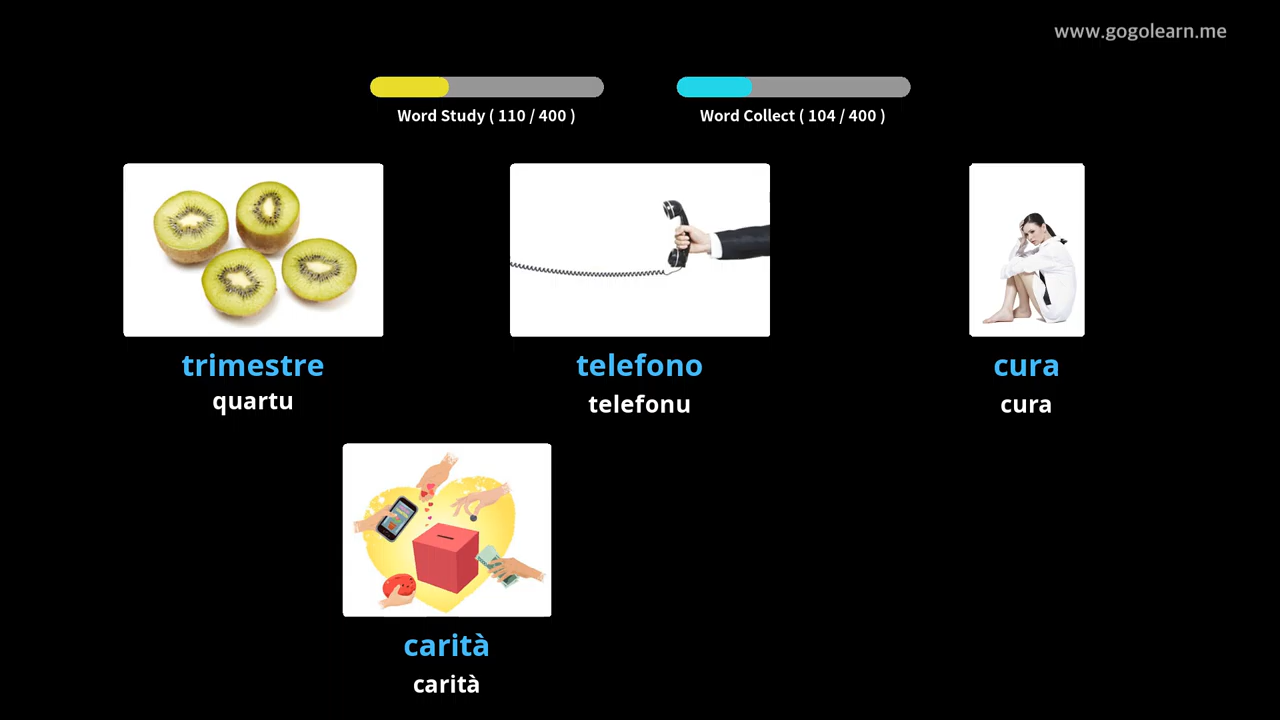 www.gogolearn.me
Word Study ( 110 / 400 )
Word Collect ( 104 / 400 )
trimestre
quartu
telefono
telefonu
cura
cura
carità
carità